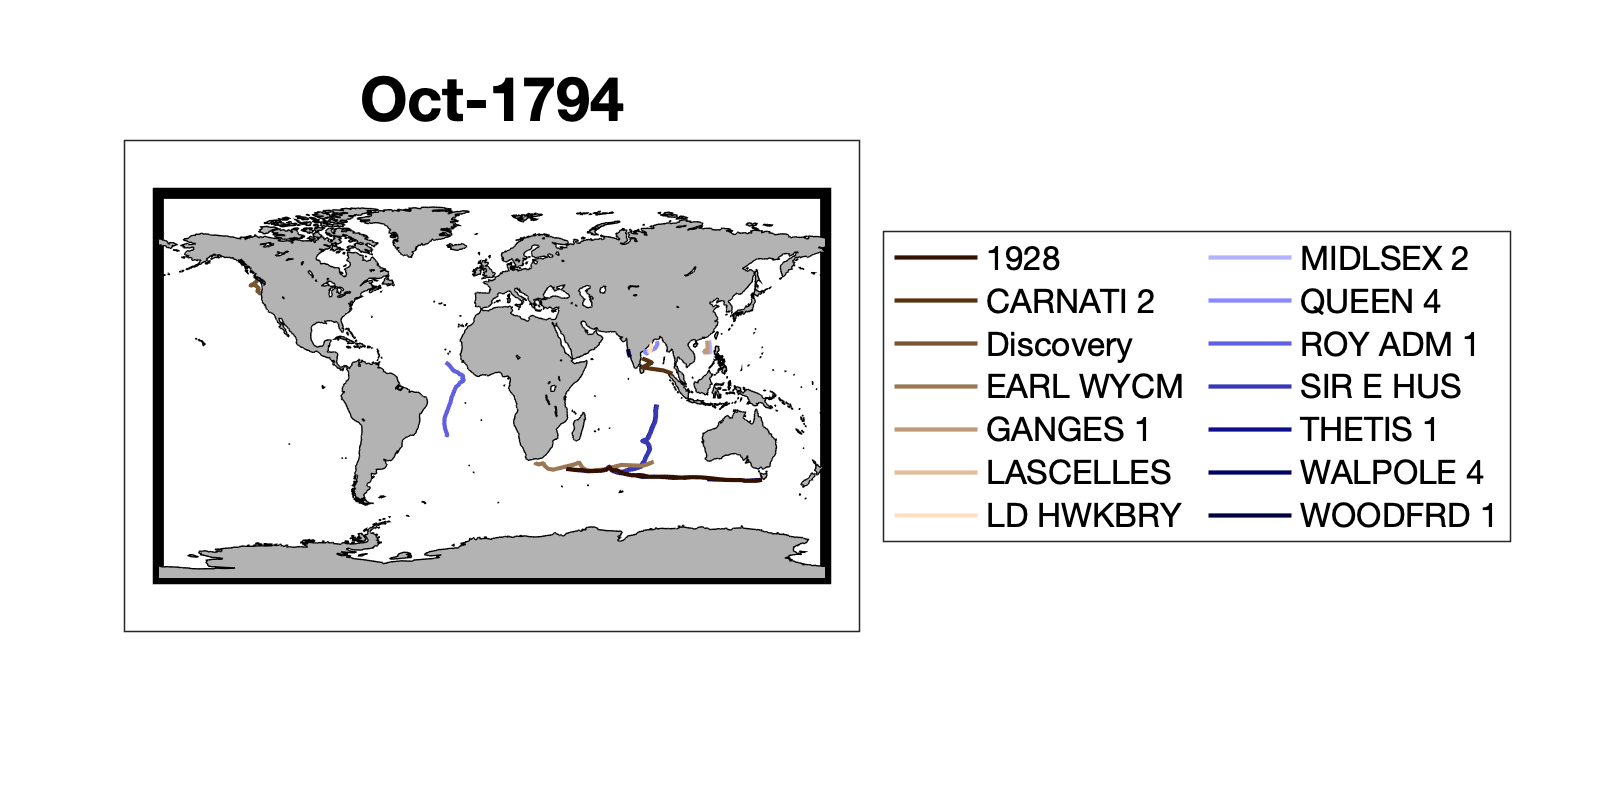 Oct-1794
1928
CARNATI 2
Discovery
EARL WYCM
GANGES 1
LASCELLES
LD HWKBRY
MIDLSEX 2
QUEEN 4
ROY ADM 1
SIR E HUS
THETIS 1
WALPOLE 4
WOODFRD 1